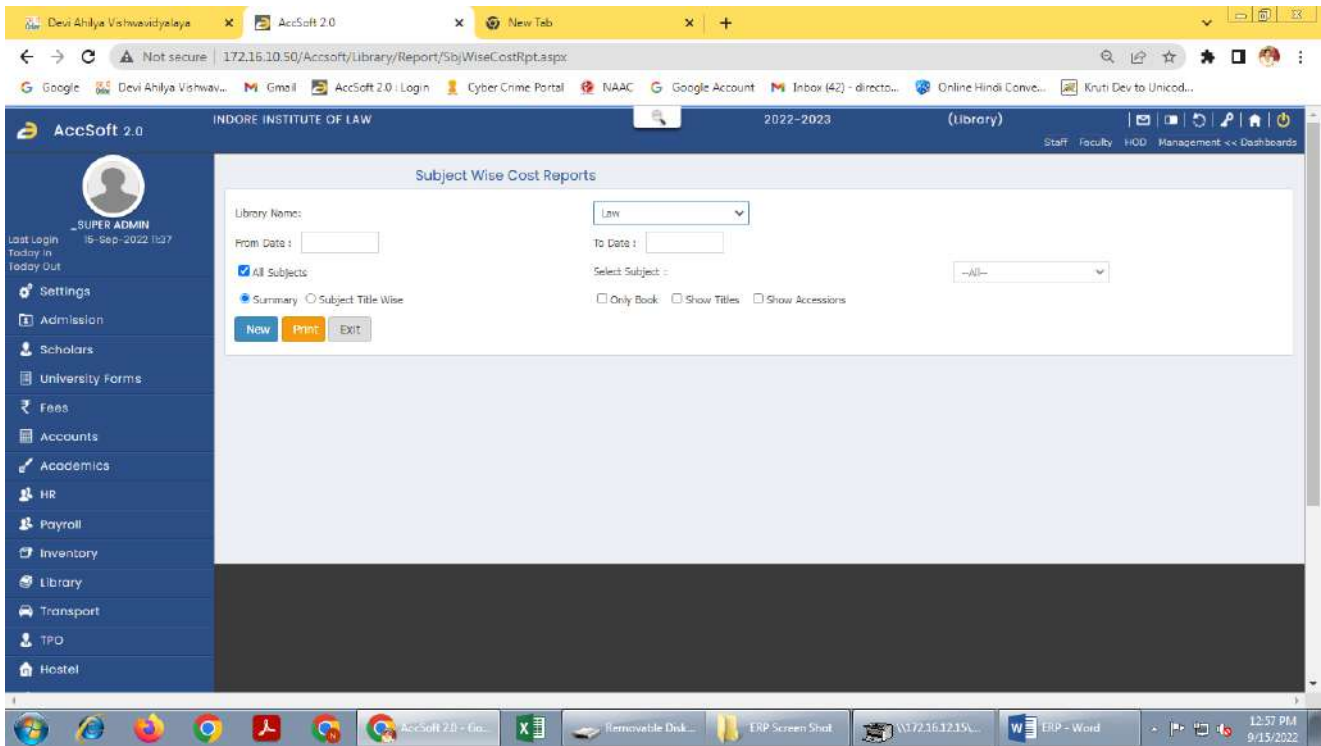 Devi Ahilya Vishwavidyalaya
AccSoft 2.0
New Tab
Not secure 172.16.10.50/Accsoft/Library/Report/SbjWiseCostRpt.aspx
Google Devi Ahilya Vishwav... Gmail AccSoft 2.0 : Login Cyber Crime Portal NAAC Google Account Inbox (42) - directo... Online Hindi Conve... Kruti Dev to Unicod...
AccSoft 2.0 INDORE INSTITUTE OF LAW 2022-2023 (Library)
Staff Faculty HOD Management << Dashboards
Subject Wise Cost Reports
_SUPER ADMIN
Last Login 15-Sep-2022 11:37
Today In
Today Out
Library Name: Law
From Date : To Date :
All Subjects Select Subject : --All--
Summary Subject Title Wise Only Book Show Titles Show Accessions
New Print Exit
Settings
Admission
Scholars
University Forms
Fees
Accounts
Academics
HR
Payroll
Inventory
Library
Transport
TPO
Hostel
AccSoft 2.0 - Go... Removable Disk... ERP Screen Shot \\172.16.12.15\... ERP - Word 12:57 PM
9/15/2022